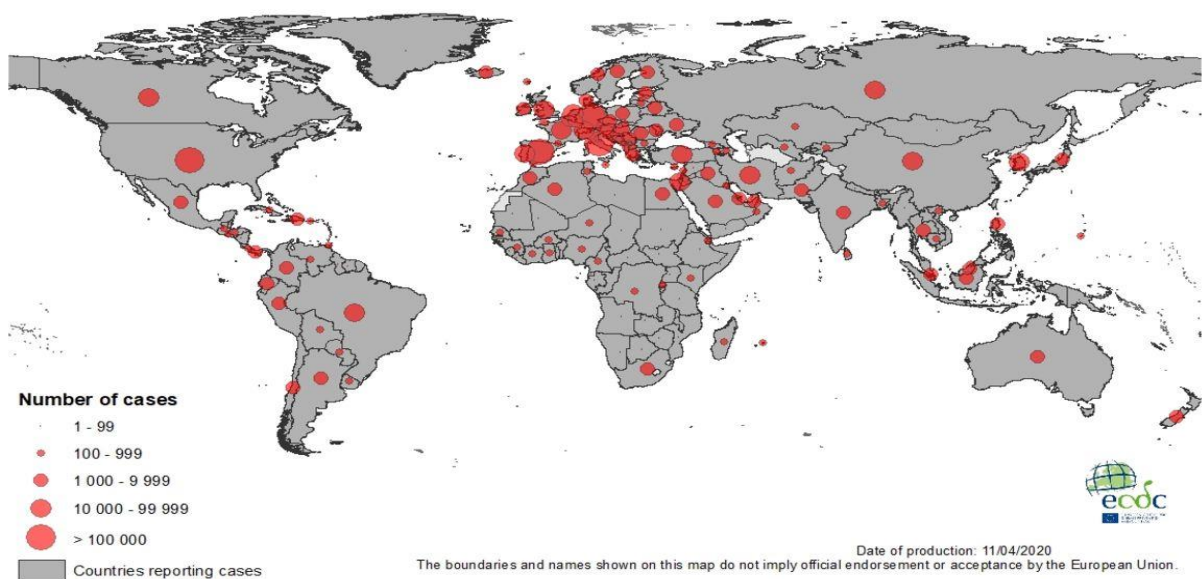 Number of cases
1 - 99
100 - 999
1 000 - 9 999
10 000 - 99 999
> 100 000
Countries reporting cases
ecdc
Date of production: 11/04/2020
The boundaries and names shown on this map do not imply official endorsement or acceptance by the European Union.